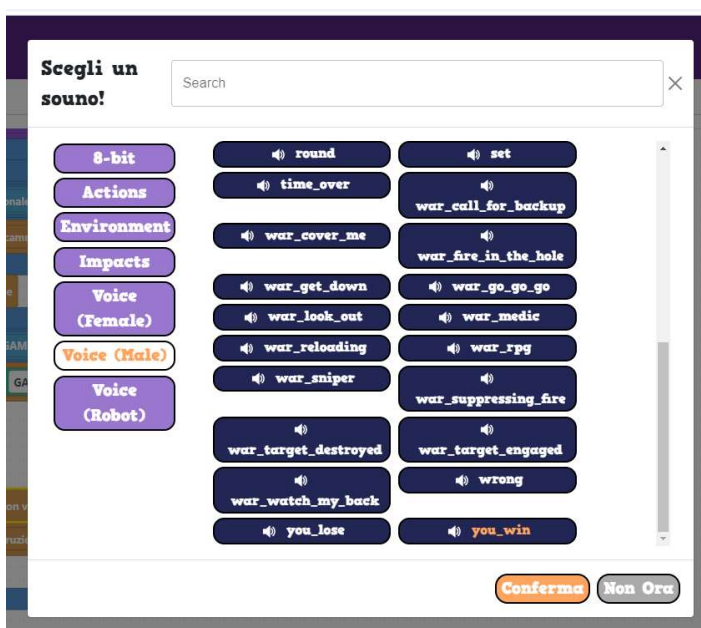 Scegli un
souno!
Search
8-bit
Actions
Environment
Impacts
Voice
(Female)
Voice (Male)
Voice
(Robot)
round
set
time_over
war_call_for_backup
war_cover_me
war_fire_in_the_hole
war_get_down
war_go_go_go
war_look_out
war_medic
war_reloading
war_rpg
war_sniper
war_suppressing_fire
war_target_destroyed
war_target_engaged
war_watch_my_back
wrong
you_lose
you_win
Conferma
Non Ora